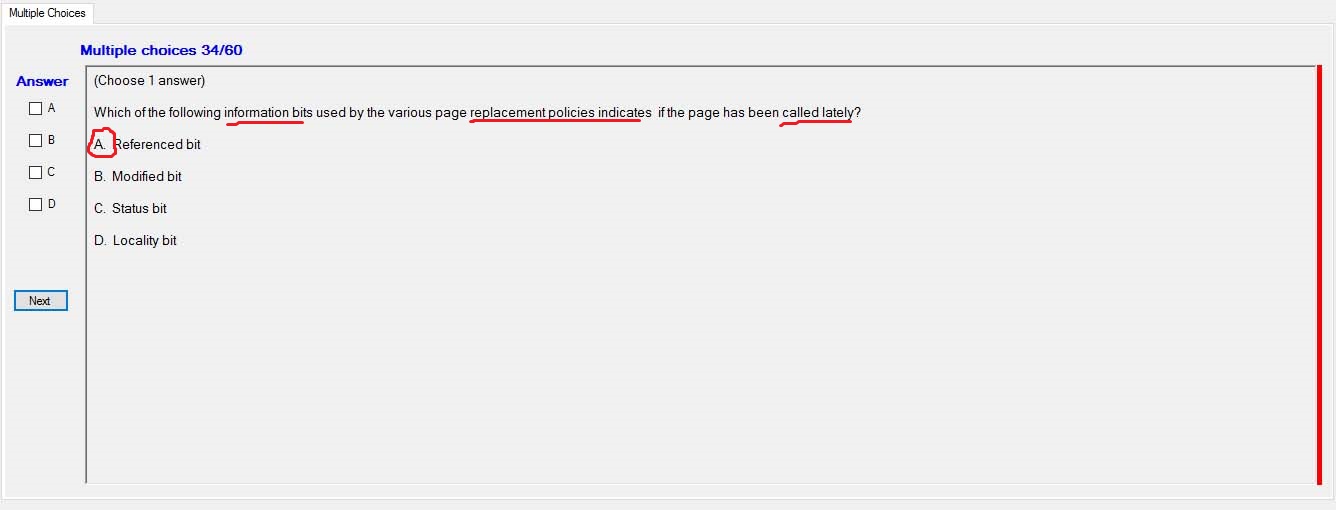 Multiple Choices
Multiple choices 34/60
Answer
A
B
C
D
Next
(Choose 1 answer)
Which of the following information bits used by the various page replacement policies indicates if the page has been called lately?
A. Referenced bit
B. Modified bit
C. Status bit
D. Locality bit